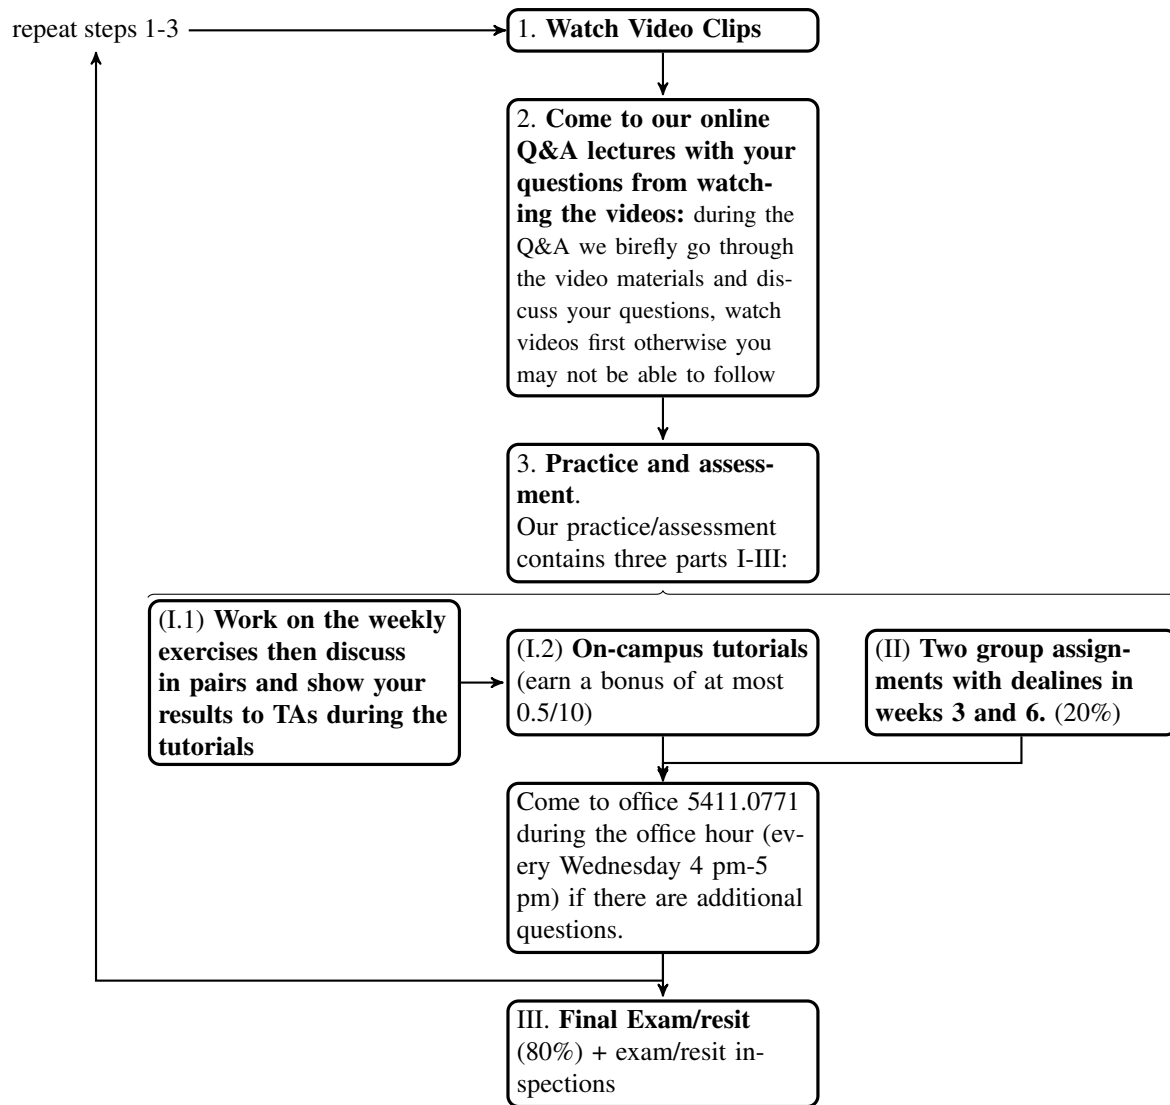 repeat steps 1-3
1. Watch Video Clips
2. Come to our online
Q&A lectures with your
questions from watch-
ing the videos: during the
Q&A we birefly go through
the video materials and dis-
cuss your questions, watch
videos first otherwise you
may not be able to follow
3. Practice and assess-
ment.
Our practice/assessment
contains three parts I-III:
(I.1) Work on the weekly
exercises then discuss
in pairs and show your
results to TAs during the
tutorials
(I.2) On-campus tutorials
(earn a bonus of at most
0.5/10)
(II) Two group assign-
ments with dealines in
weeks 3 and 6. (20%)
Come to office 5411.0771
during the office hour (ev-
ery Wednesday 4 pm-5
pm) if there are additional
questions.
III. Final Exam/resit
(80%) + exam/resit in-
spections